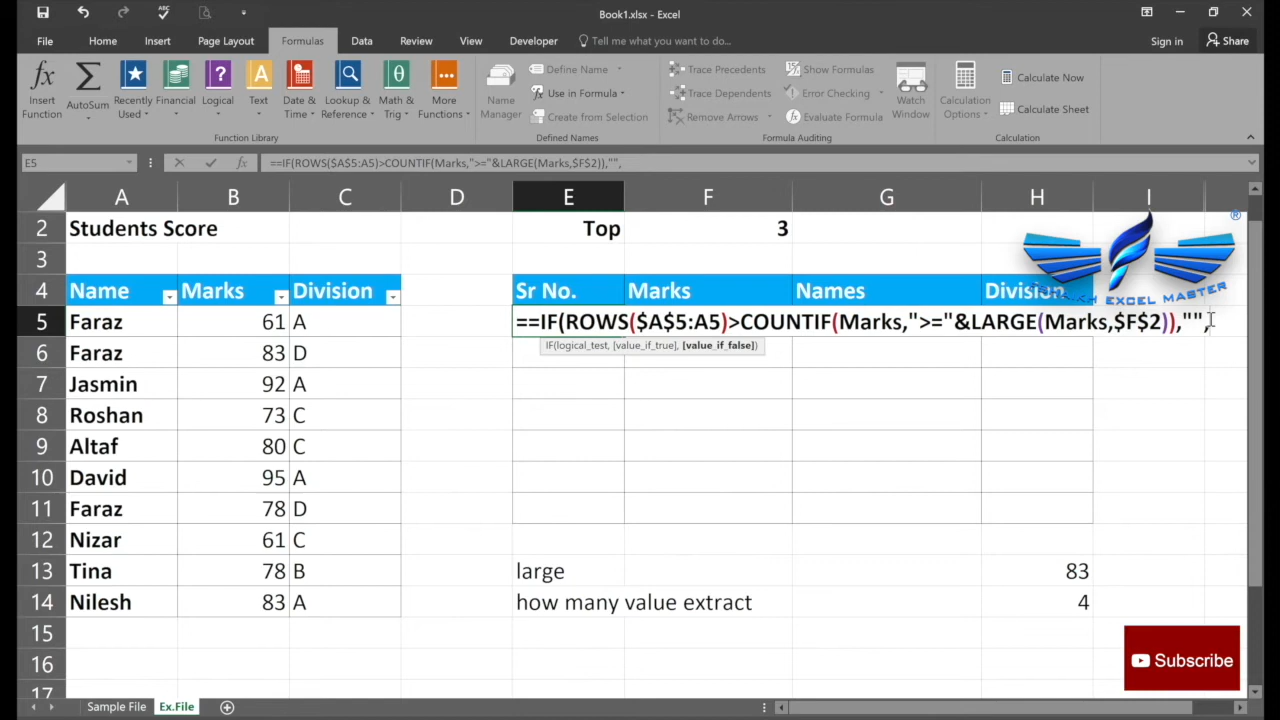 Book1.xlsx - Excel
File Home Insert Page Layout Formulas Data Review View Developer Tell me what you want to do... Sign in Share
Insert Function
AutoSum
Recently Used
Financial
Logical
Text
Date & Time
Lookup & Reference
Math & Trig
More Functions
Function Library
Name Manager
Define Name
Use in Formula
Create from Selection
Defined Names
Trace Precedents
Trace Dependents
Remove Arrows
Show Formulas
Error Checking
Evaluate Formula
Watch Window
Formula Auditing
Calculation Options
Calculate Now
Calculate Sheet
Calculation
E5 fx ==IF(ROWS($A$5:A5)>COUNTIF(Marks,">="&LARGE(Marks,$F$2)),"",
A B C D E F G H I
2 Students Score Top 3
3
4 Name Marks Division Sr No. Marks Names Division
5 Faraz 61 A ==IF(ROWS($A$5:A5)>COUNTIF(Marks,">="&LARGE(Marks,$F$2)),"",
IF(logical_test, [value_if_true], [value_if_false])
6 Faraz 83 D
7 Jasmin 92 A
8 Roshan 73 C
9 Altaf 80 C
10 David 95 A
11 Faraz 78 D
12 Nizar 61 C
13 Tina 78 B large 83
14 Nilesh 83 A how many value extract 4
15
16
17
EXCEL MASTER
®
Subscribe
Sample File Ex.File